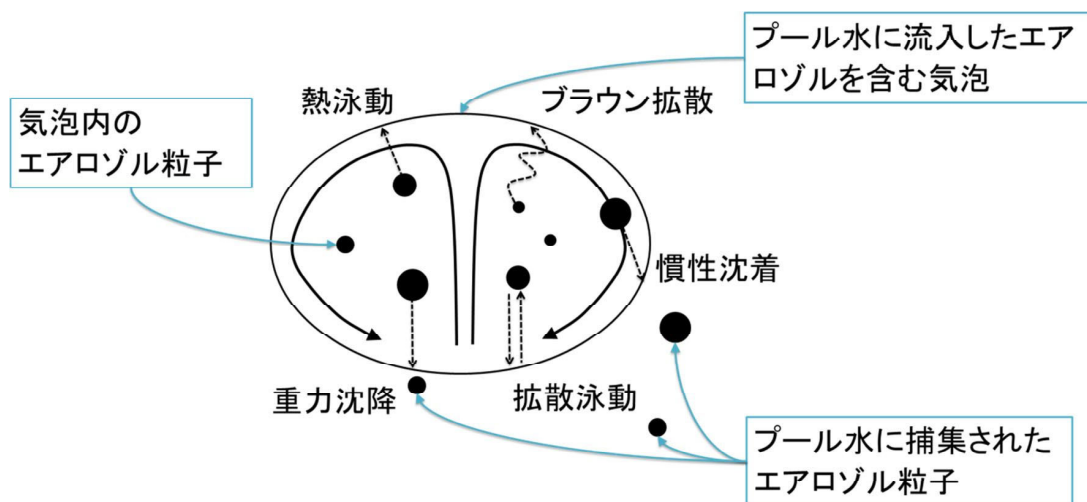 プール水に流入したエア
ロゾルを含む気泡
熱泳動
ブラウン拡散
気泡内の
エアロゾル粒子
慣性沈着
重力沈降
拡散泳動
プール水に捕集された
エアロゾル粒子